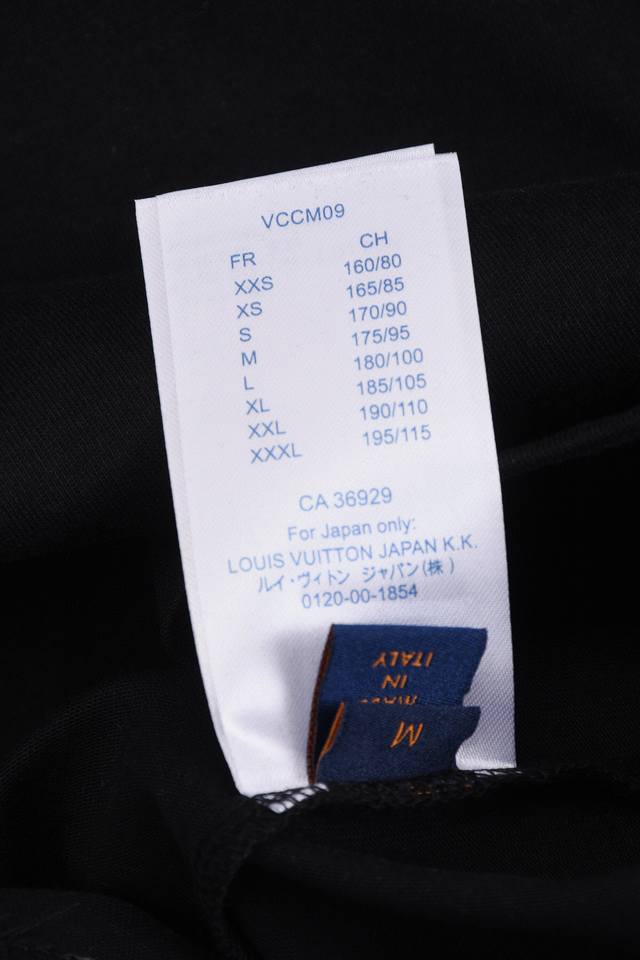 VCCM09
FR CH
XXS 160/80
XS 165/85
S 170/90
M 175/95
L 180/100
XL 185/105
XXL 190/110
XXXL 195/115
CA 36929
For Japan only:
LOUIS VUITTON JAPAN K.K.
ルイ・ヴィトン ジャパン(株)
0120-00-1854
M
IN
ITALY